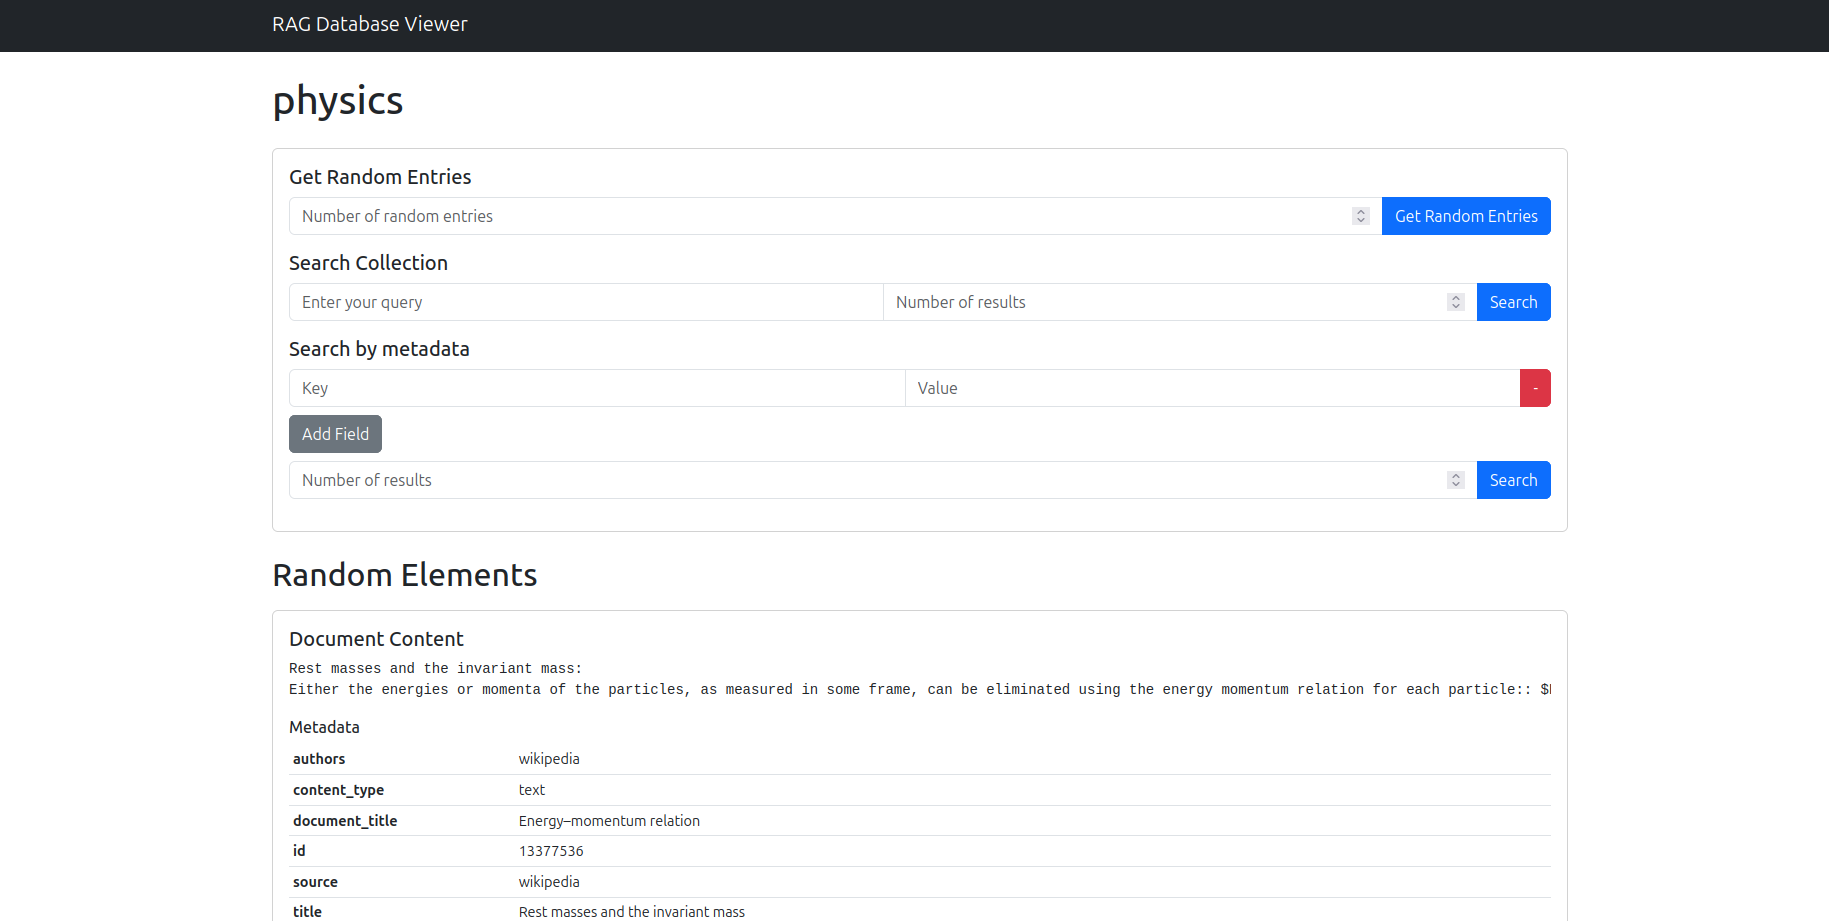 RAG Database Viewer
physics
Get Random Entries
Number of random entries
Get Random Entries
Search Collection
Enter your query
Number of results
Search
Search by metadata
Key
Value
-
Add Field
Number of results
Search
Random Elements
Document Content
Rest masses and the invariant mass:
Either the energies or momenta of the particles, as measured in some frame, can be eliminated using the energy momentum relation for each particle:: $
Metadata
authors wikipedia
content_type text
document_title Energy–momentum relation
id 13377536
source wikipedia
title Rest masses and the invariant mass